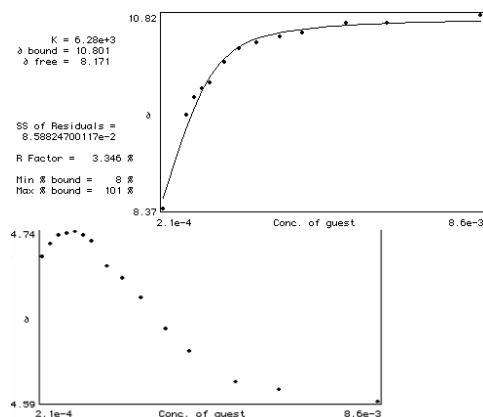 10.82
K = 6.28e+3
∂ bound = 10.801
∂ free = 8.171
∂
SS of Residuals =
8.58824700117e-2
R Factor = 3.346 %
Min % bound = 8 %
Max % bound = 101 %
8.37
2.1e-4 Conc. of guest 8.6e-3
4.74
∂
4.59
2.1e-4 Conc. of guest 8.6e-3